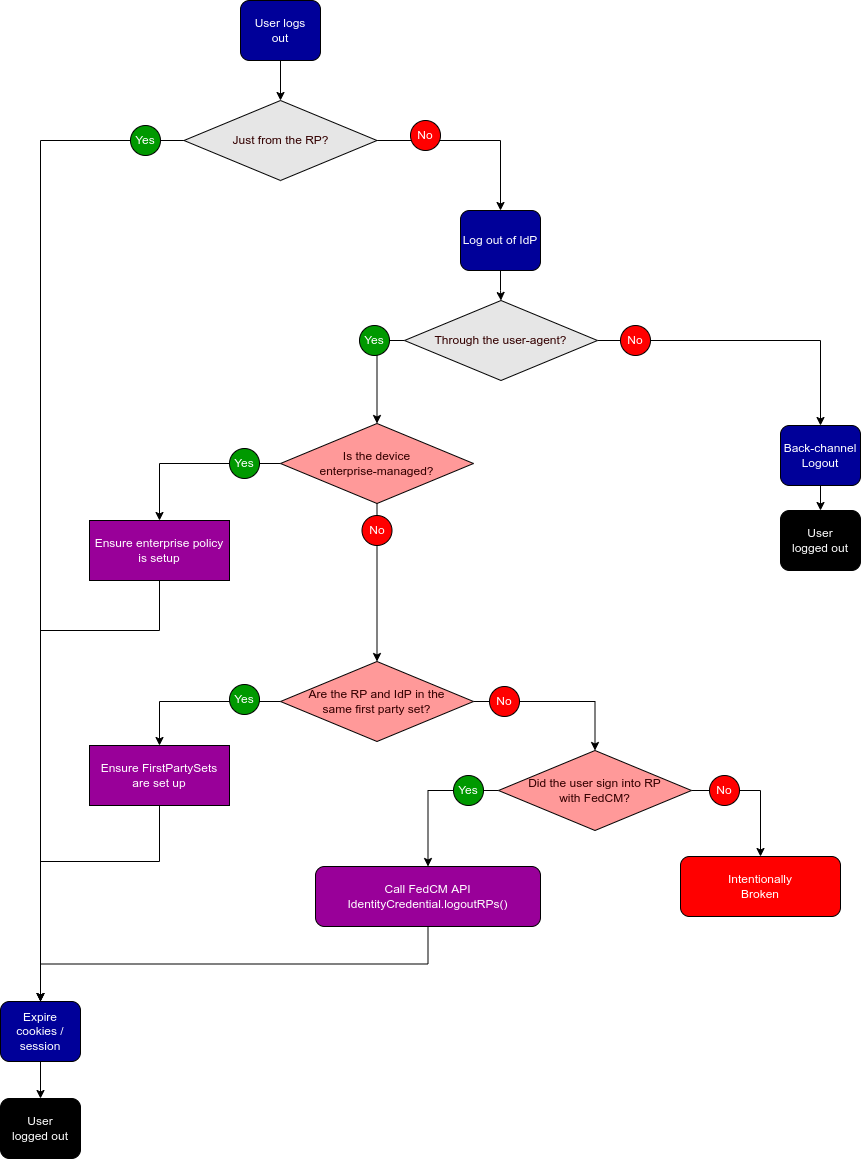 User logs
out
Just from the RP?
Yes
No
Log out of IdP
Through the user-agent?
Yes
No
Back-channel
Logout
User
logged out
Is the device
enterprise-managed?
Yes
No
Ensure enterprise policy
is setup
Are the RP and IdP in the
same first party set?
Yes
No
Ensure FirstPartySets
are set up
Did the user sign into RP
with FedCM?
Yes
No
Call FedCM API
IdentityCredential.logoutRPs()
Intentionally
Broken
Expire
cookies /
session
User
logged out